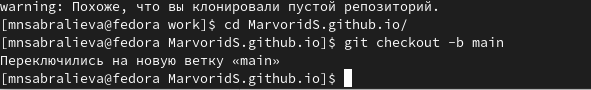 warning: Похоже, что вы клонировали пустой репозиторий.
[mnsabralieva@fedora work]$ cd MarvoridS.github.io/
[mnsabralieva@fedora MarvoridS.github.io]$ git checkout -b main
Переключились на новую ветку «main»
[mnsabralieva@fedora MarvoridS.github.io]$